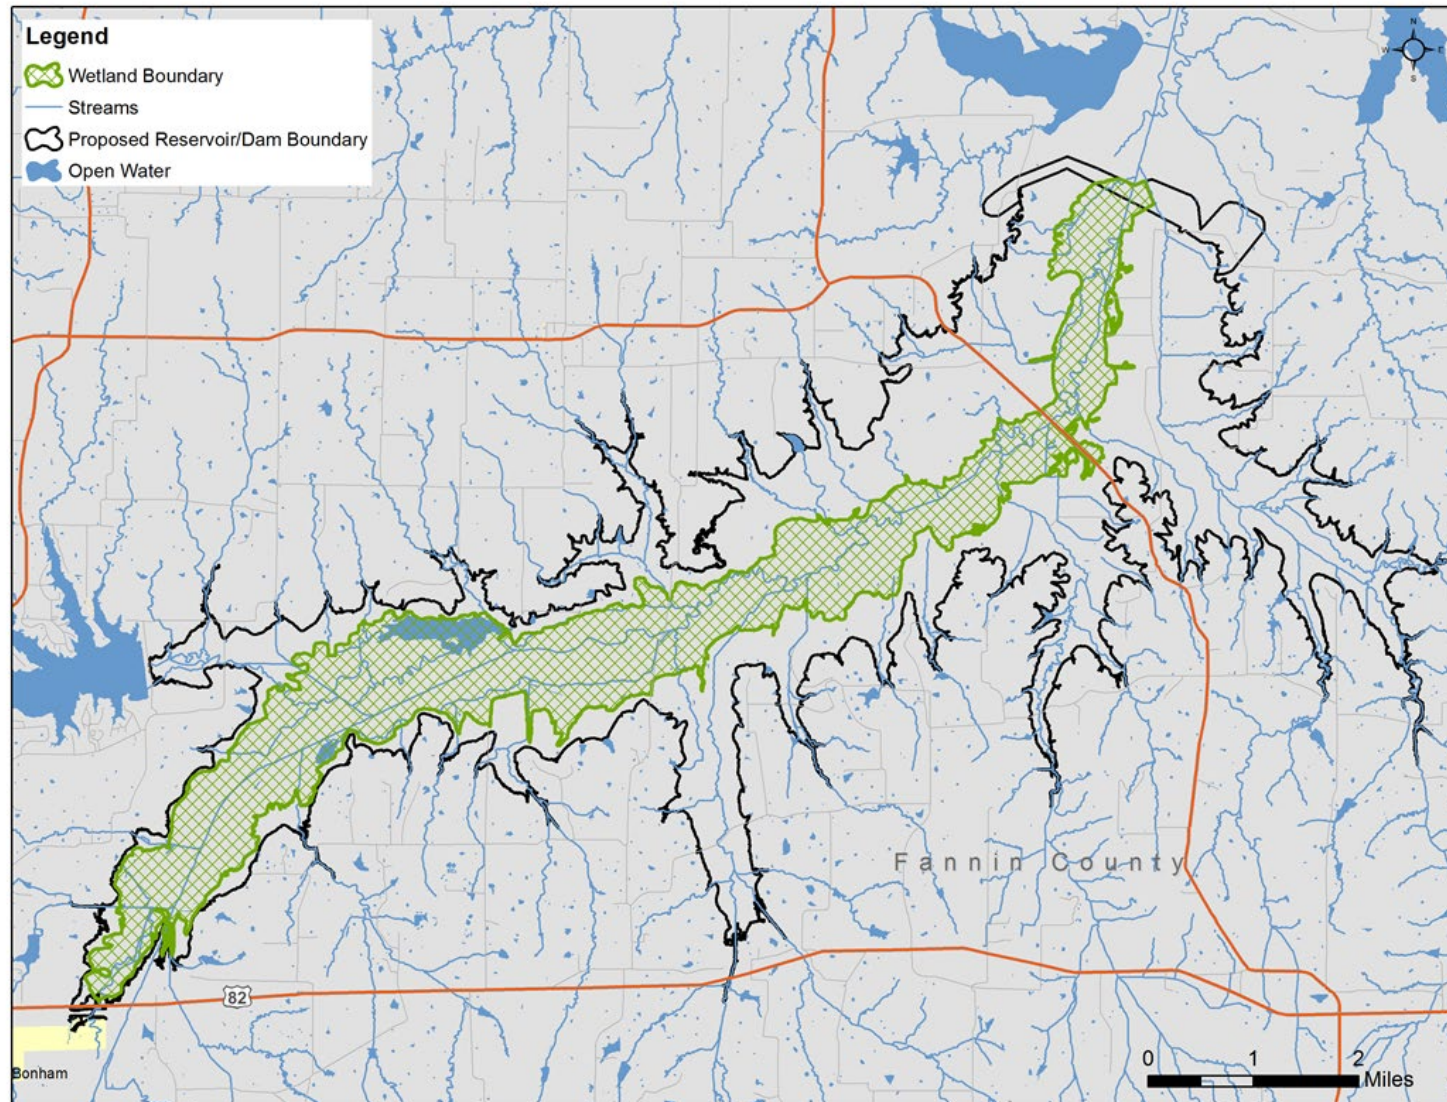 Legend
Wetland Boundary
Streams
Proposed Reservoir/Dam Boundary
Open Water
N
W E
S
Fannin County
82
Bonham
0 1 2
Miles